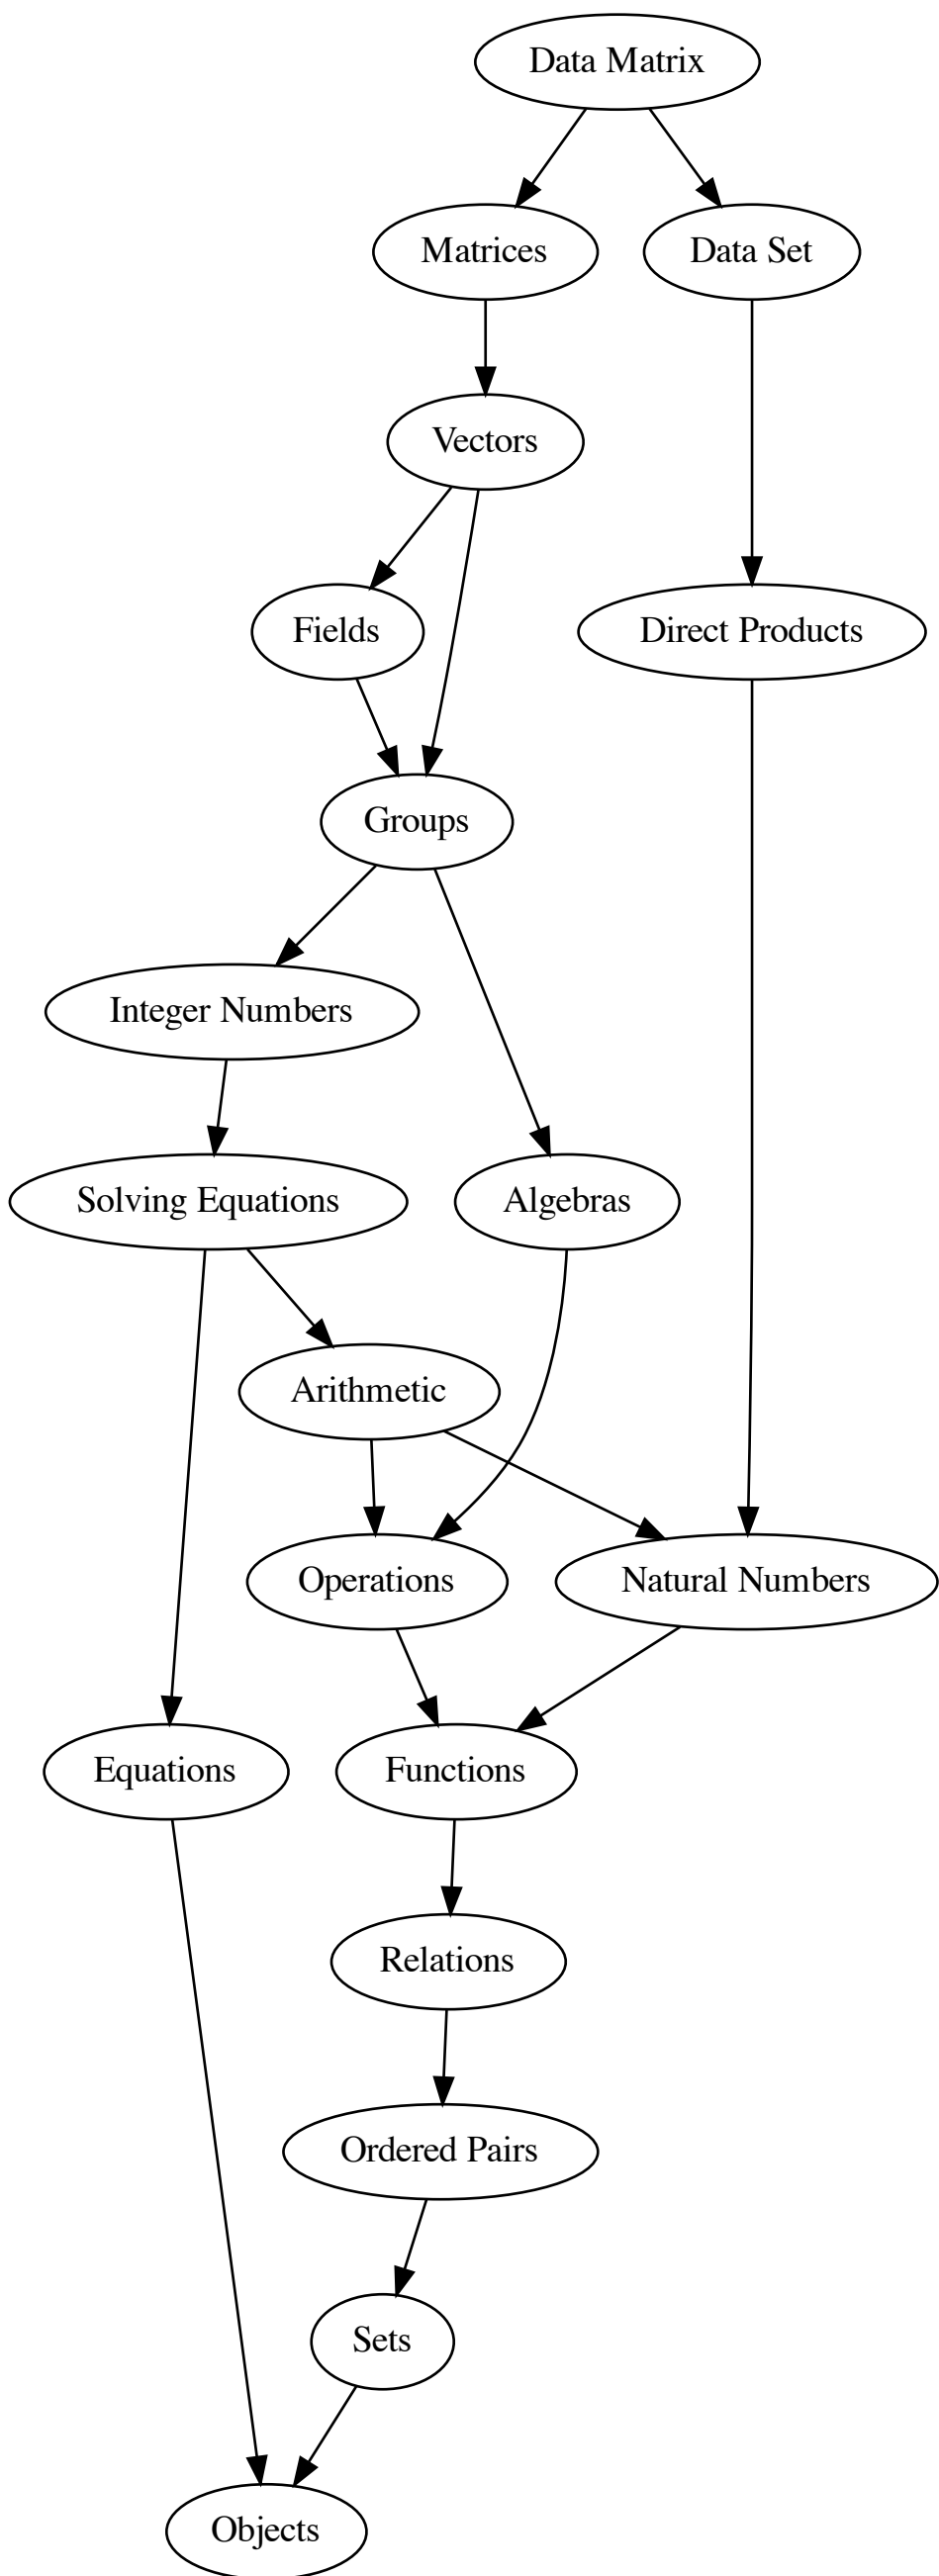 Data Matrix
Matrices
Data Set
Vectors
Fields
Direct Products
Groups
Integer Numbers
Solving Equations
Algebras
Arithmetic
Operations
Natural Numbers
Equations
Functions
Relations
Ordered Pairs
Sets
Objects